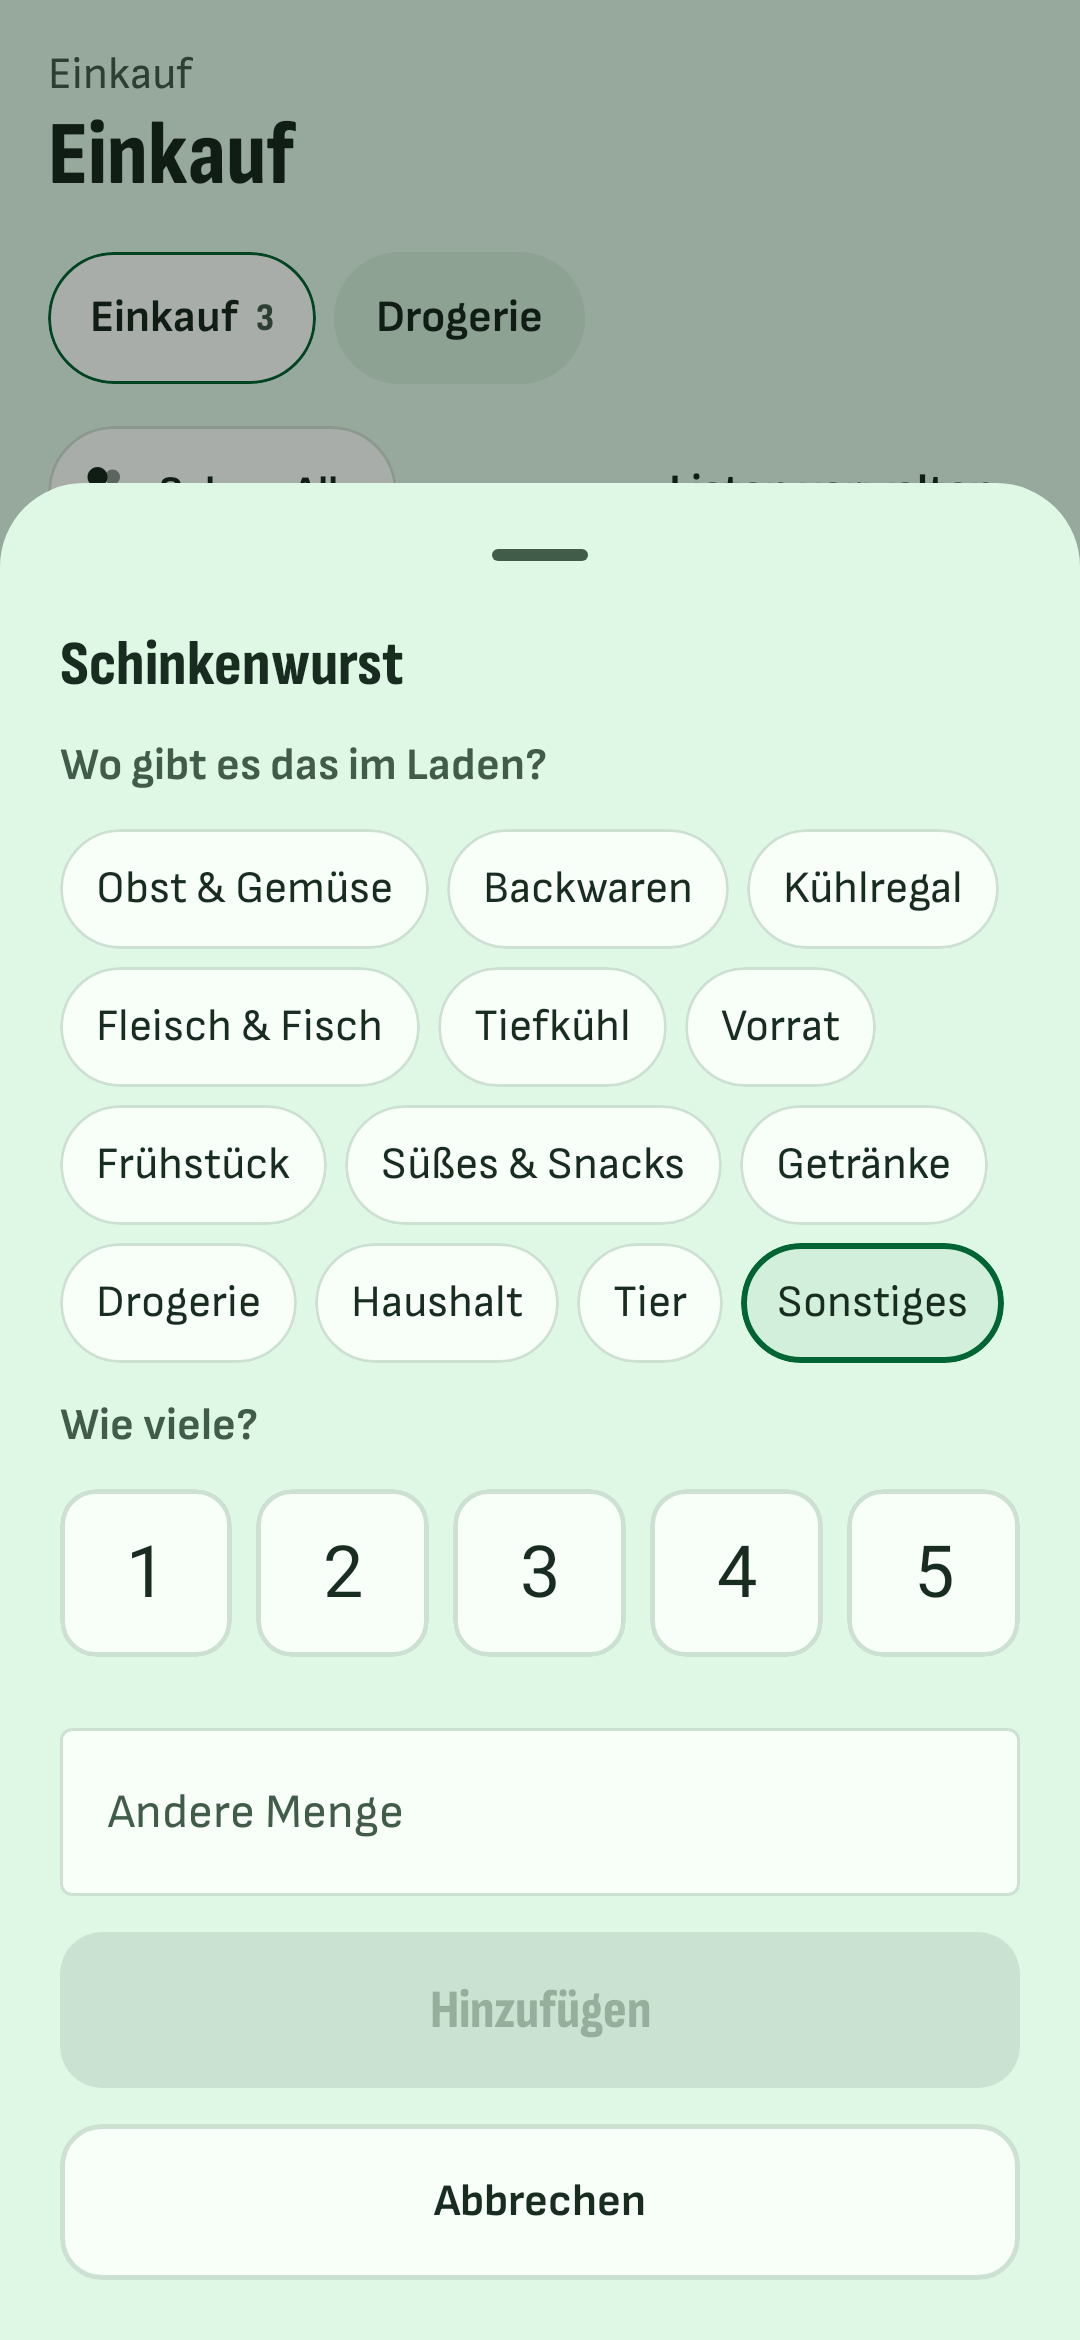 Einkauf
Einkauf
Einkauf 3 Drogerie
Schinkenwurst
Wo gibt es das im Laden?
Obst & Gemüse Backwaren Kühlregal
Fleisch & Fisch Tiefkühl Vorrat
Frühstück Süßes & Snacks Getränke
Drogerie Haushalt Tier Sonstiges
Wie viele?
1 2 3 4 5
Andere Menge
Hinzufügen
Abbrechen